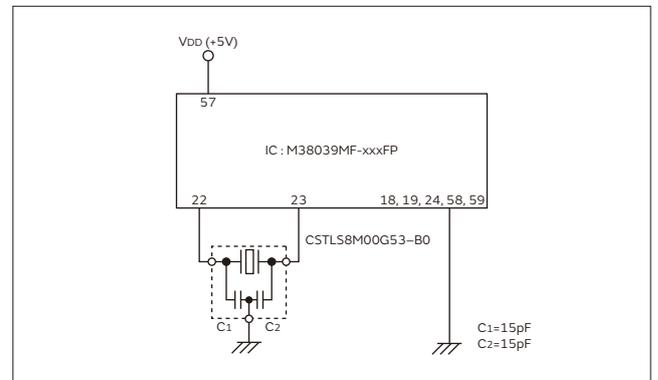 VDD (+5V)
57
IC : M38039MF-xxxFP
22
23
18, 19, 24, 58, 59
CSTLS8M00G53–B0
C1
C2
C1=15pF
C2=15pF